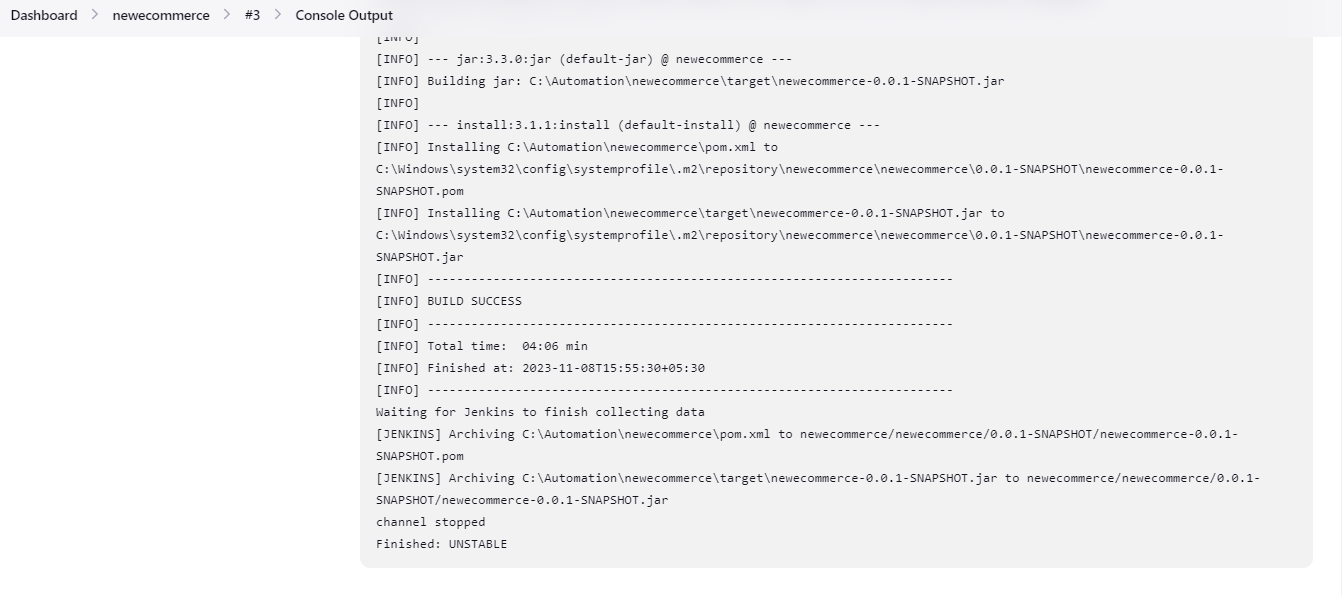 Dashboard > newecommerce > #3 > Console Output
[INFO]
[INFO] --- jar:3.3.0:jar (default-jar) @ newecommerce ---
[INFO] Building jar: C:\Automation\newecommerce\target\newecommerce-0.0.1-SNAPSHOT.jar
[INFO]
[INFO] --- install:3.1.1:install (default-install) @ newecommerce ---
[INFO] Installing C:\Automation\newecommerce\pom.xml to
C:\Windows\system32\config\systemprofile\.m2\repository\newecommerce\newecommerce\0.0.1-SNAPSHOT\newecommerce-0.0.1-
SNAPSHOT.pom
[INFO] Installing C:\Automation\newecommerce\target\newecommerce-0.0.1-SNAPSHOT.jar to
C:\Windows\system32\config\systemprofile\.m2\repository\newecommerce\newecommerce\0.0.1-SNAPSHOT\newecommerce-0.0.1-
SNAPSHOT.jar
[INFO] ------------------------------------------------------------------------
[INFO] BUILD SUCCESS
[INFO] ------------------------------------------------------------------------
[INFO] Total time:  04:06 min
[INFO] Finished at: 2023-11-08T15:55:30+05:30
[INFO] ------------------------------------------------------------------------
Waiting for Jenkins to finish collecting data
[JENKINS] Archiving C:\Automation\newecommerce\pom.xml to newecommerce/newecommerce/0.0.1-SNAPSHOT/newecommerce-0.0.1-
SNAPSHOT.pom
[JENKINS] Archiving C:\Automation\newecommerce\target\newecommerce-0.0.1-SNAPSHOT.jar to newecommerce/newecommerce/0.0.1-
SNAPSHOT/newecommerce-0.0.1-SNAPSHOT.jar
channel stopped
Finished: UNSTABLE